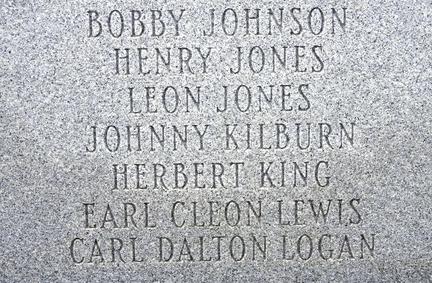 BOBBY JOHNSON
HENRY JONES
LEON JONES
JOHNNY KILBURN
HERBERT KING
EARL CLEON LEWIS
CARL DALTON LOGAN